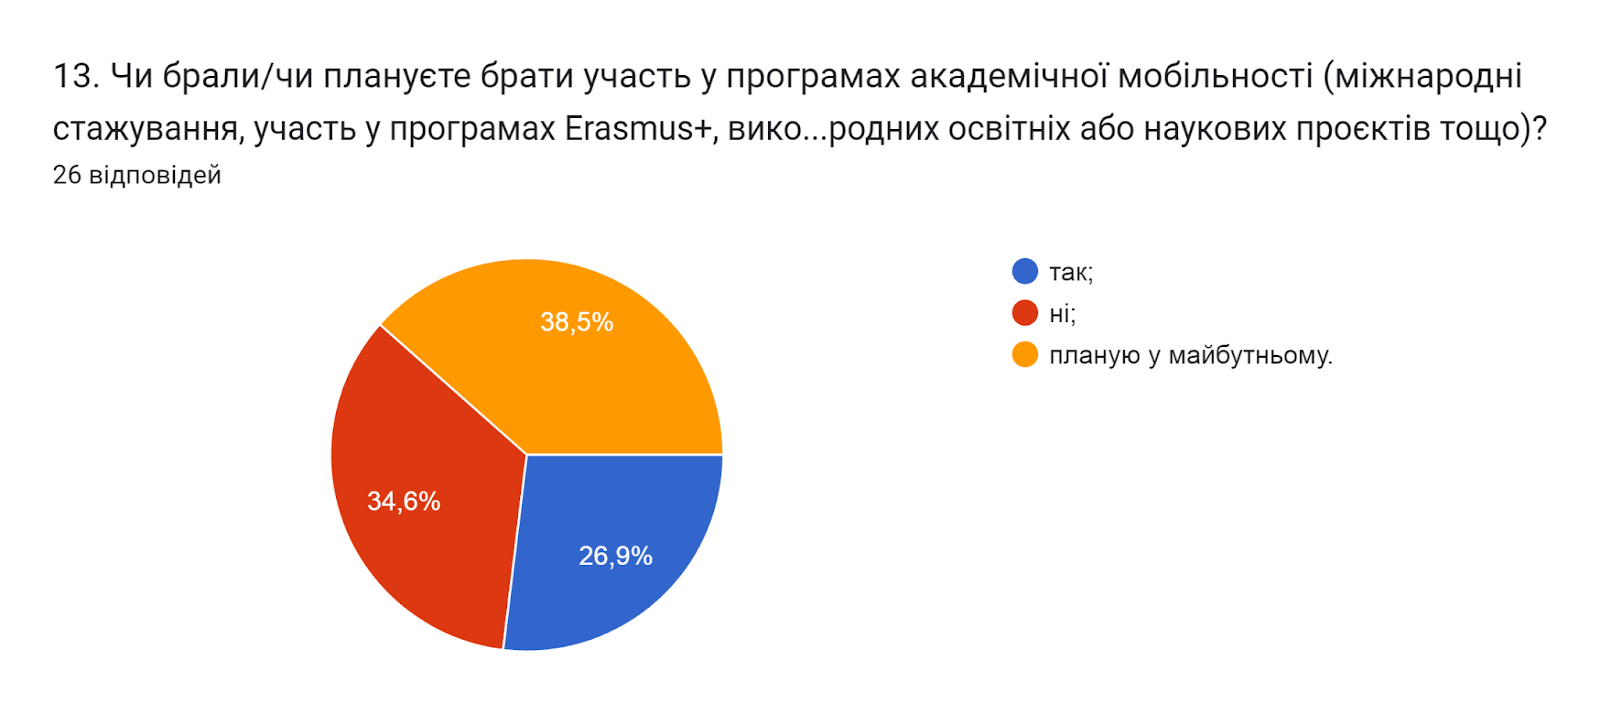 13. Чи брали/чи плануєте брати участь у програмах академічної мобільності (міжнародні
стажування, участь у програмах Erasmus+, вико...родних освітніх або наукових проєктів тощо)?
26 відповідей
так;
ні;
планую у майбутньому.
38,5%
34,6%
26,9%